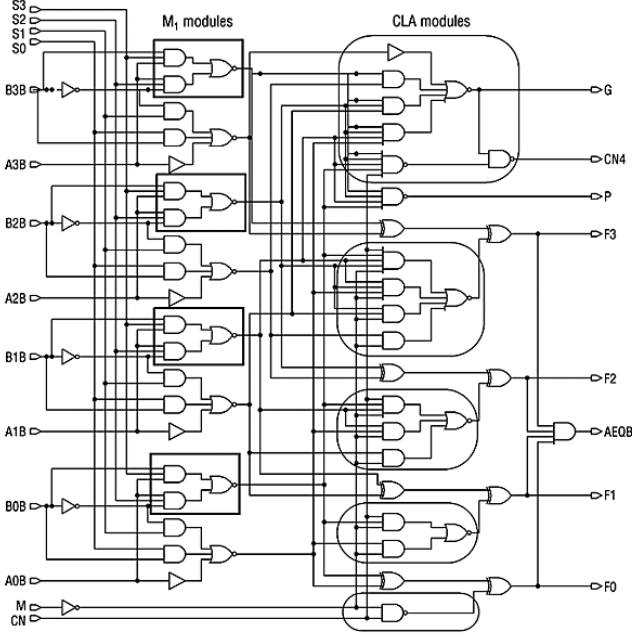 S3
S2
S1
S0
M1 modules
CLA modules
B3B
G
CN4
A3B
P
B2B
F3
A2B
B1B
F2
A1B
AEQB
B0B
F1
A0B
F0
M
CN